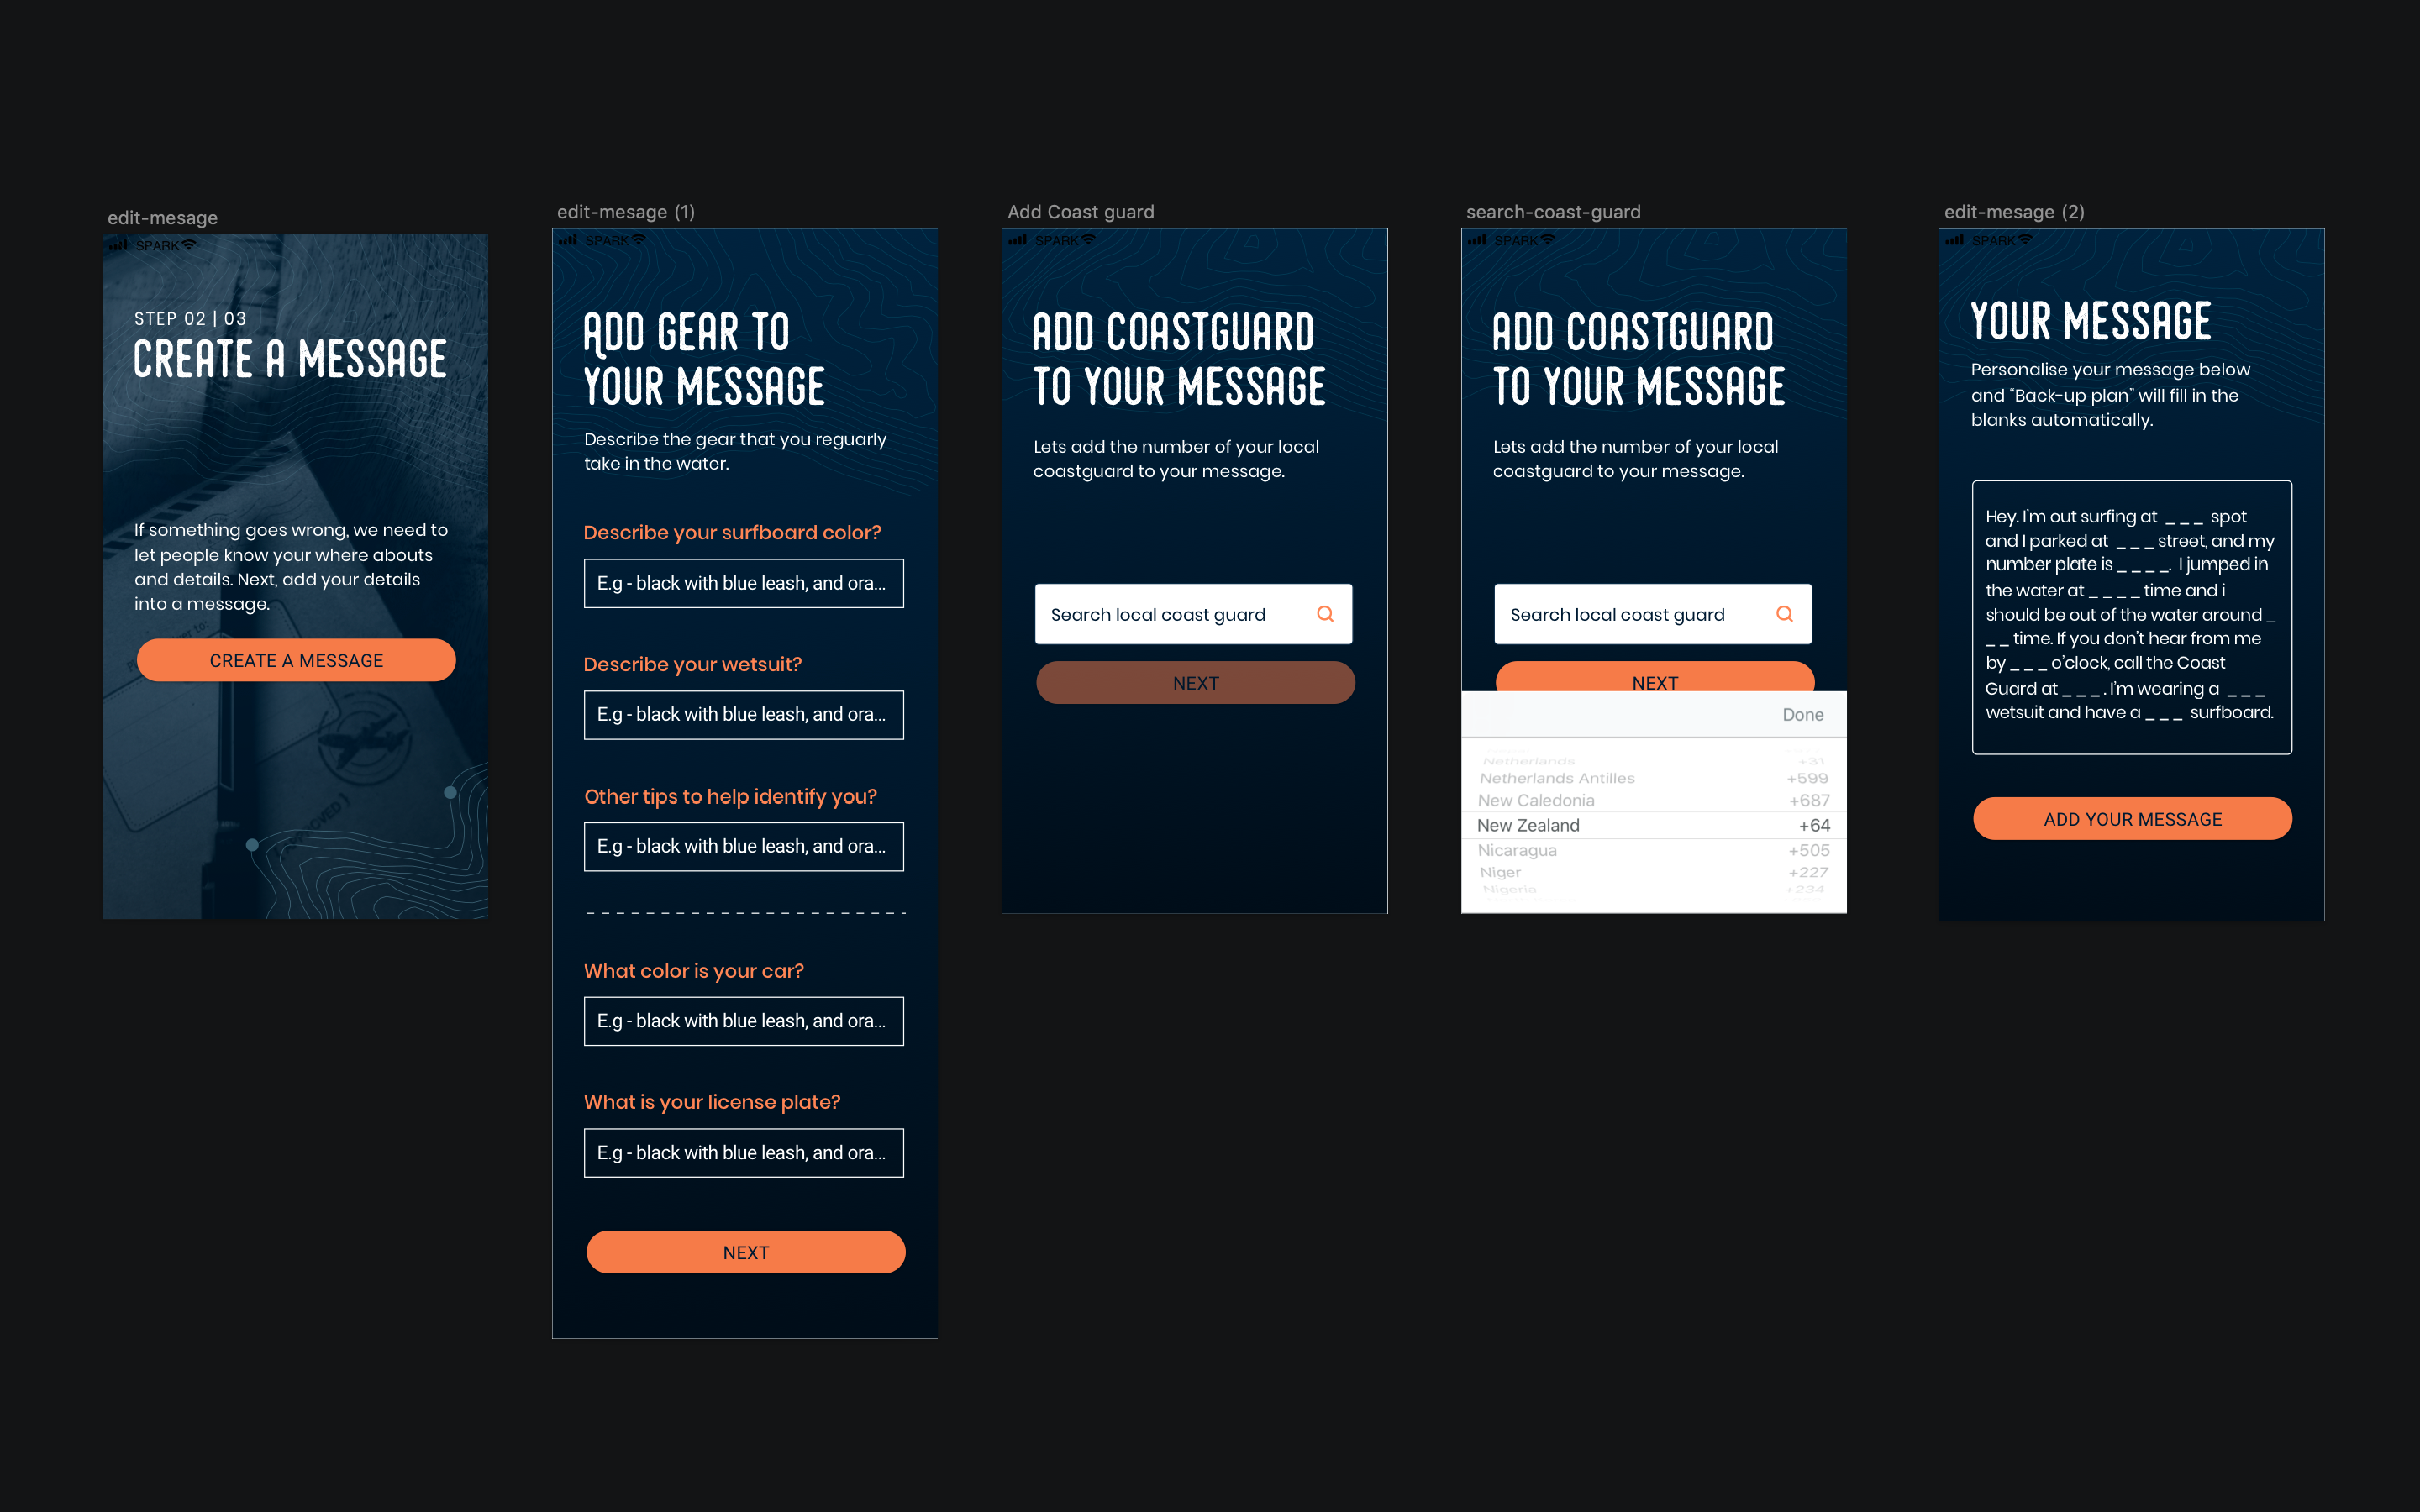 edit-mesage
SPARK
STEP 02 | 03
CREATE A MESSAGE
If something goes wrong, we need to
let people know your where abouts
and details. Next, add your details
into a message.
CREATE A MESSAGE
edit-mesage (1)
SPARK
ADD GEAR TO
YOUR MESSAGE
Describe the gear that you reguarly
take in the water.
Describe your surfboard color?
E.g - black with blue leash, and ora...
Describe your wetsuit?
E.g - black with blue leash, and ora...
Other tips to help identify you?
E.g - black with blue leash, and ora...
What color is your car?
E.g - black with blue leash, and ora...
What is your license plate?
E.g - black with blue leash, and ora...
NEXT
Add Coast guard
SPARK
ADD COASTGUARD
TO YOUR MESSAGE
Lets add the number of your local
coastguard to your message.
Search local coast guard
NEXT
search-coast-guard
SPARK
ADD COASTGUARD
TO YOUR MESSAGE
Lets add the number of your local
coastguard to your message.
Search local coast guard
NEXT
Done
Netherlands +31
Netherlands Antilles +599
New Caledonia +687
New Zealand +64
Nicaragua +505
Niger +227
Nigeria +234
edit-mesage (2)
SPARK
YOUR MESSAGE
Personalise your message below
and “Back-up plan” will fill in the
blanks automatically.
Hey. I'm out surfing at _ _ _ spot
and I parked at _ _ _ street, and my
number plate is _ _ _ _. I jumped in
the water at _ _ _ _ time and i
should be out of the water around _
_ _ time. If you don't hear from me
by _ _ _ o'clock, call the Coast
Guard at _ _ _ . I'm wearing a _ _ _
wetsuit and have a _ _ _ surfboard.
ADD YOUR MESSAGE